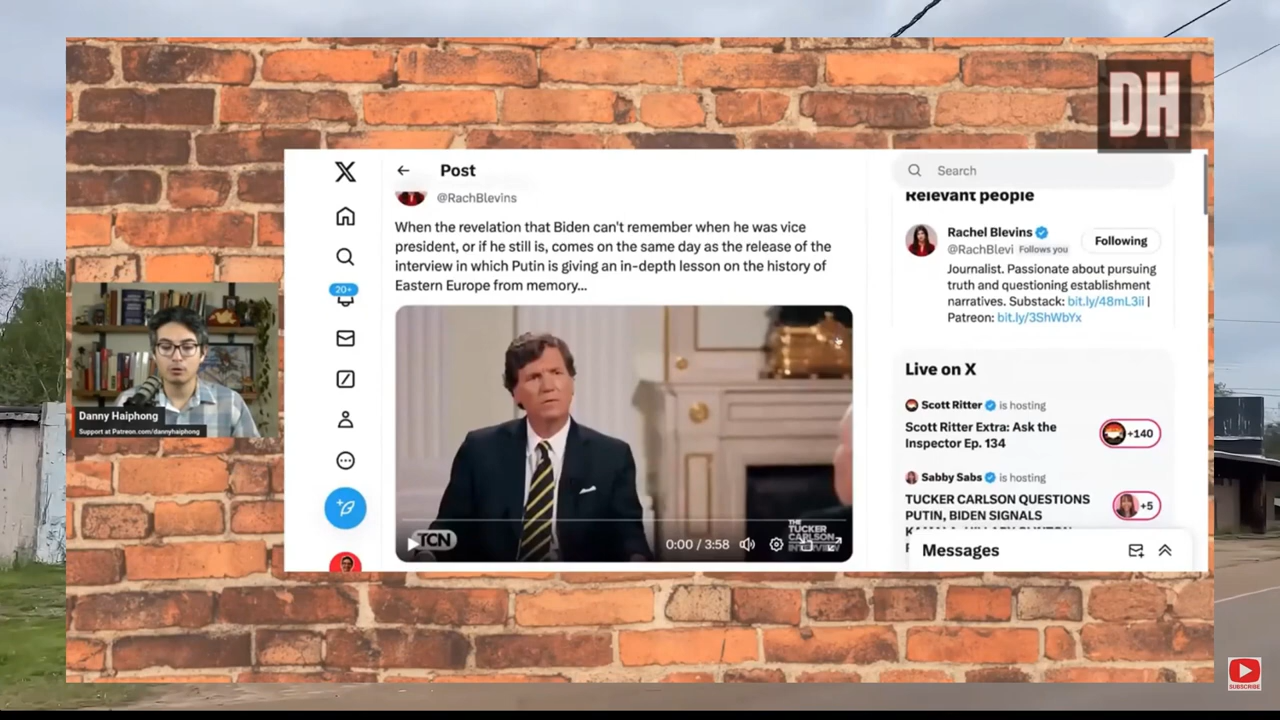 DH
Post
@RachBlevins
When the revelation that Biden can't remember when he was vice
president, or if he still is, comes on the same day as the release of the
interview in which Putin is giving an in-depth lesson on the history of
Eastern Europe from memory...
20+
TCN
0:00 / 3:58
THE
TUCKER
CARLSON
INTERVIEW
Search
Relevant people
Rachel Blevins
@RachBlevi Follows you
Following
Journalist. Passionate about pursuing
truth and questioning establishment
narratives. Substack: bit.ly/48mL3ii |
Patreon: bit.ly/3ShWbYx
Live on X
Scott Ritter is hosting
Scott Ritter Extra: Ask the
Inspector Ep. 134
+140
Sabby Sabs is hosting
TUCKER CARLSON QUESTIONS
PUTIN, BIDEN SIGNALS
+5
Messages
Danny Haiphong
Support at Patreon.com/dannyhaiphong
SUBSCRIBE